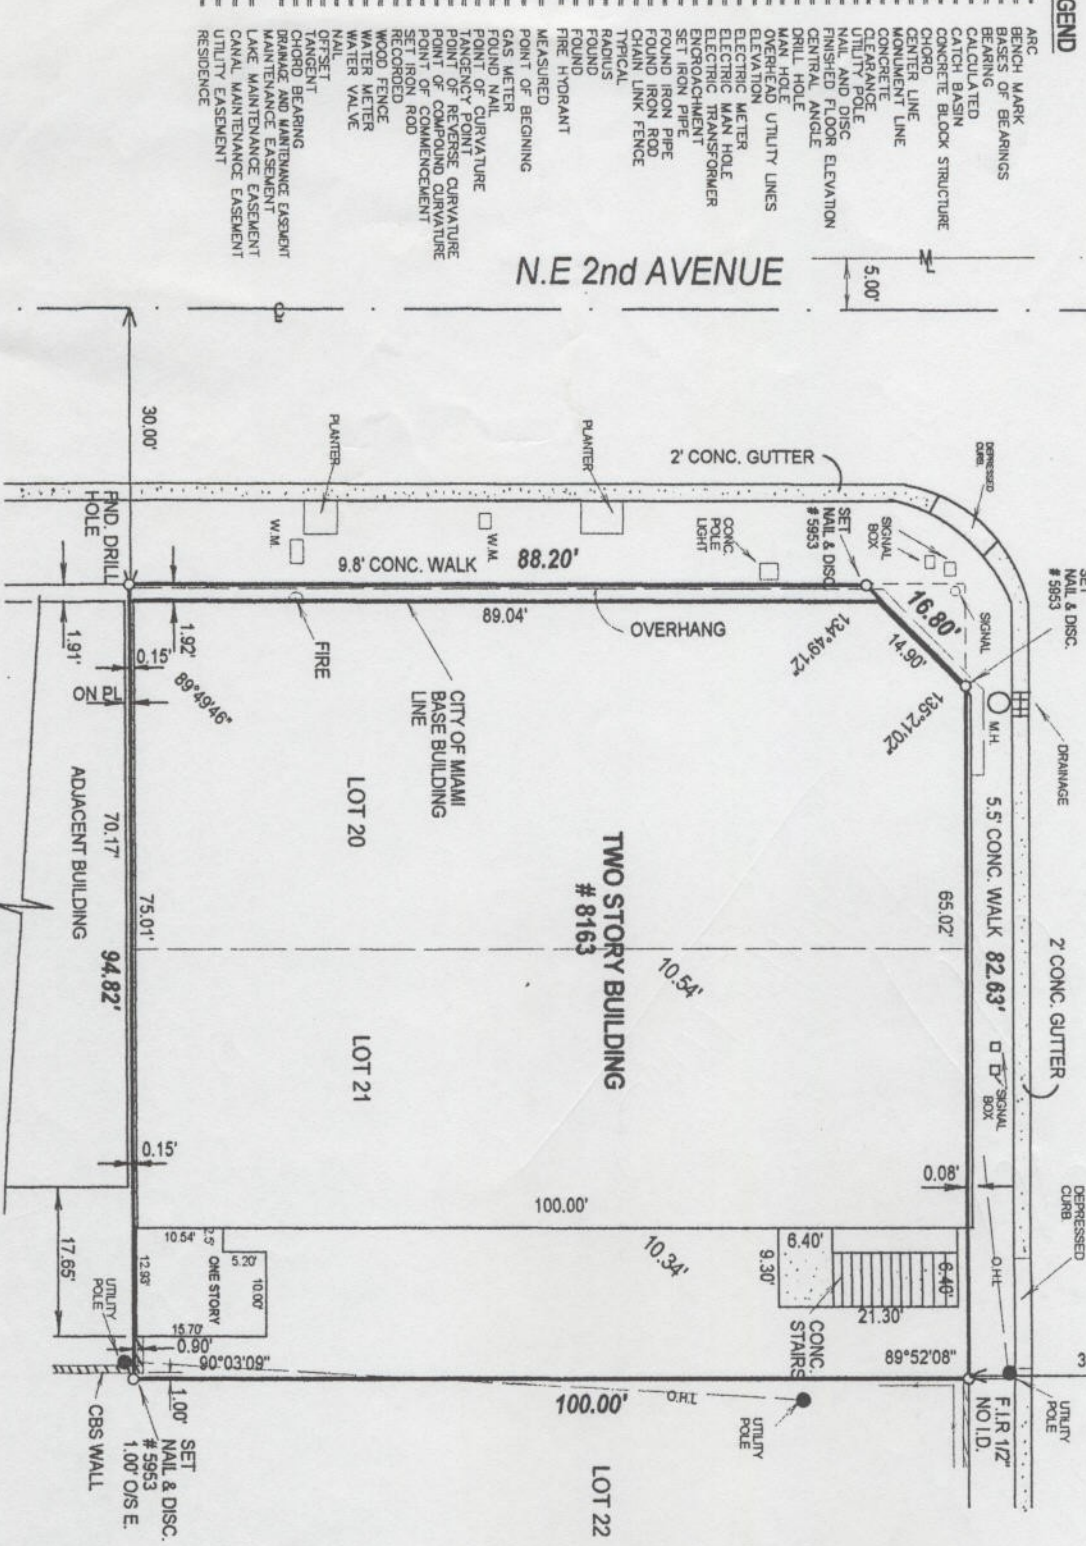 GEND
= ARC
= BENCH MARK
= BASES OF BEARINGS
= BEARING
= CALCULATED
= CATCH BASIN
= CONCRETE BLOCK STRUCTURE
= CHORD
= CENTER LINE
= MONUMENT LINE
= CONCRETE
= CLEARANCE
= UTILITY POLE
= NAIL AND DISC
= FINISHED FLOOR ELEVATION
= CENTRAL ANGLE
= DRILL HOLE
= MAN HOLE
= OVERHEAD UTILITY LINES
= ELEVATION
= ELECTRIC METER
= ELECTRIC MAN HOLE
= ELECTRIC TRANSFORMER
= ENCROACHMENT
= SET IRON PIPE
= FOUND IRON PIPE
= FOUND IRON ROD
= CHAIN LINK FENCE
= TYPICAL
= RADIUS
= FOUND
= FOUND
= FIRE HYDRANT
= MEASURED
= POINT OF BEGINING
= GAS METER
= FOUND NAIL
= POINT OF CURVATURE
= TANGENCY POINT
= POINT OF REVERSE CURVATURE
= POINT OF COMPOUND CURVATURE
= POINT OF COMMENCEMENT
= SET IRON ROD
= RECORDED
= WOOD FENCE
= WATER METER
= WATER VALVE
= NAIL
= OFFSET
= TANGENT
= CHORD BEARING
= DRAINAGE AND MAINTENANCE EASEMENT
= MAINTENANCE EASEMENT
= LAKE MAINTENANCE EASEMENT
= CANAL MAINTENANCE EASEMENT
= UTILITY EASEMENT
= RESIDENCE
N.E 2nd AVENUE
5.00'
30.00'
DEPRESSED
CURB
2' CONC. GUTTER
PLANTER
PLANTER
SET
NAIL & DISC.
# 5953
SIGNAL
BOX
SIGNAL
SET
NAIL & DISC
# 5953
CONC.
POLE
LIGHT
W.M.
W.M.
FND. DRILL
HOLE
9.8' CONC. WALK 88.20'
16.80'
14.90'
134°49'12"
135°21'02"
89.04'
OVERHANG
FIRE
1.92'
1.91'
0.15'
89°49'46"
ON PL
M.H.
DRAINAGE
CITY OF MIAMI
BASE BUILDING
LINE
5.5' CONC. WALK 82.63'
2' CONC. GUTTER
LOT 20
ADJACENT BUILDING
70.17'
94.82'
75.01'
65.02'
TWO STORY BUILDING
# 8163
10.54'
LOT 21
SIGNAL
BOX
DEPRESSED
CURB
0.15'
0.08'
100.00'
O.H.L
6.40'
9.30'
6.40'
21.30'
CONC.
STAIRS
10.34'
2.5'
10.54'
5.20'
ONE STORY
10.00'
12.93'
15.70'
17.65'
0.90'
90°03'09"
89°52'08"
3
UTILITY
POLE
UTILITY
POLE
F.I.R 1/2"
NO I.D.
1.00'
100.00'
O.H.L
UTILITY
POLE
CBS WALL
SET
NAIL & DISC.
# 5953
1.00' O/S E.
LOT 22